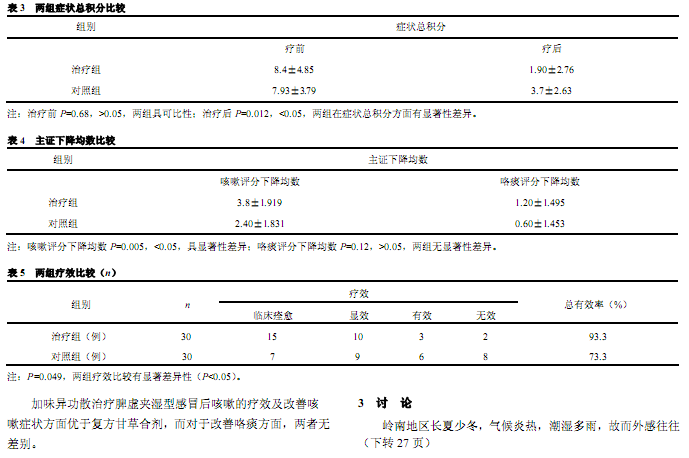 表 3　两组症状总积分比较
组别　症状总积分
疗前　疗后
治疗组　8.4±4.85　1.90±2.76
对照组　7.93±3.79　3.7±2.63
注：治疗前 P=0.68，>0.05，两组具可比性；治疗后 P=0.012，<0.05，两组在症状总积分方面有显著性差异。
表 4　主证下降均数比较
组别　主证下降均数
咳嗽评分下降均数　咯痰评分下降均数
治疗组　3.8±1.919　1.20±1.495
对照组　2.40±1.831　0.60±1.453
注：咳嗽评分下降均数 P=0.005，<0.05，具显著性差异；咯痰评分下降均数 P=0.12，>0.05，两组无显著性差异。
表 5　两组疗效比较（n）
组别　n　疗效　总有效率（%）
临床痊愈　显效　有效　无效
治疗组（例）　30　15　10　3　2　93.3
对照组（例）　30　7　9　6　8　73.3
注：P=0.049，两组疗效比较有显著差异性（P<0.05）。
加味异功散治疗脾虚夹湿型感冒后咳嗽的疗效及改善咳
嗽症状方面优于复方甘草合剂，而对于改善咯痰方面，两者无
差别。
3　讨　论
岭南地区长夏少冬，气候炎热，潮湿多雨，故而外感往往
（下转 27 页）